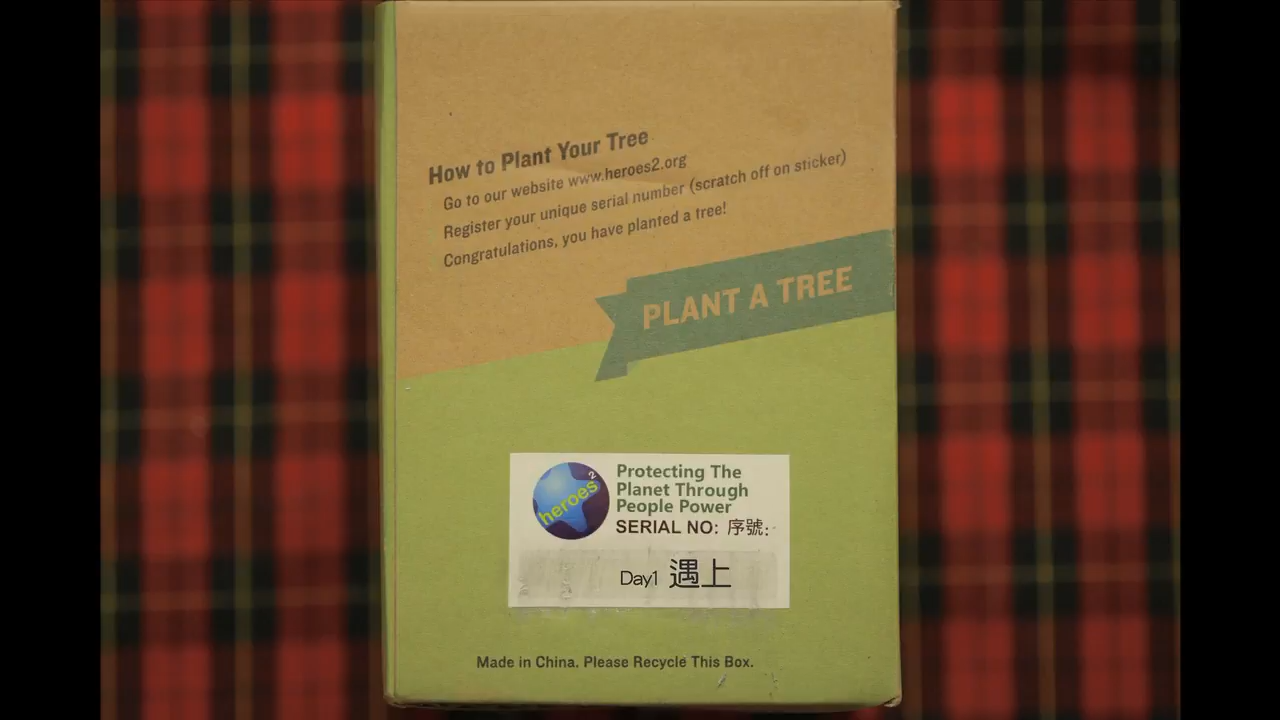 How to Plant Your Tree
Go to our website www.heroes2.org
Register your unique serial number (scratch off on sticker)
Congratulations, you have planted a tree!
PLANT A TREE
heroes2
Protecting The
Planet Through
People Power
SERIAL NO: 序號:
Day1 遇上
Made in China. Please Recycle This Box.